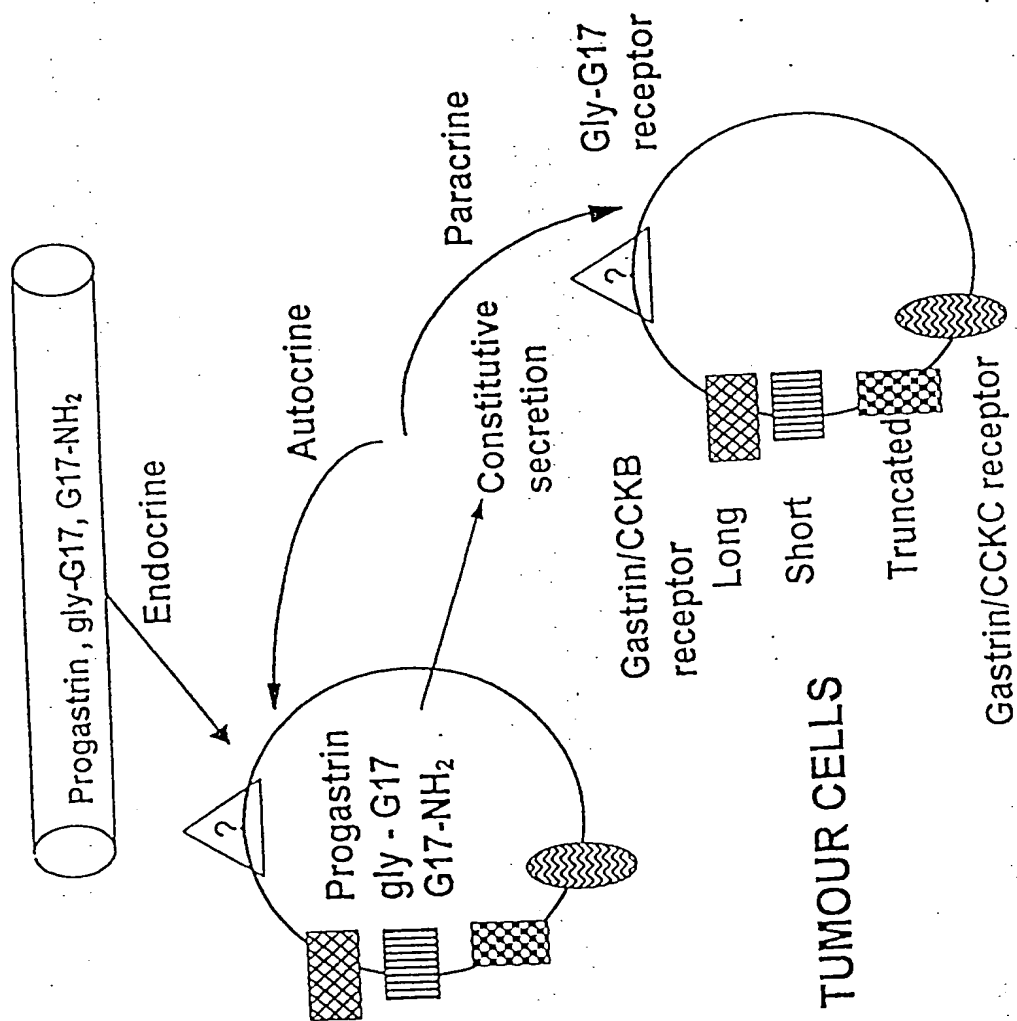 Progastrin , gly-G17, G17-NH₂
Endocrine
Autocrine
Paracrine
Progastrin
gly - G17
G17-NH₂
Constitutive
secretion
Gly-G17
receptor
?
?
Gastrin/CCKB
receptor
Long
Short
Truncated
Gastrin/CCKC receptor
TUMOUR CELLS